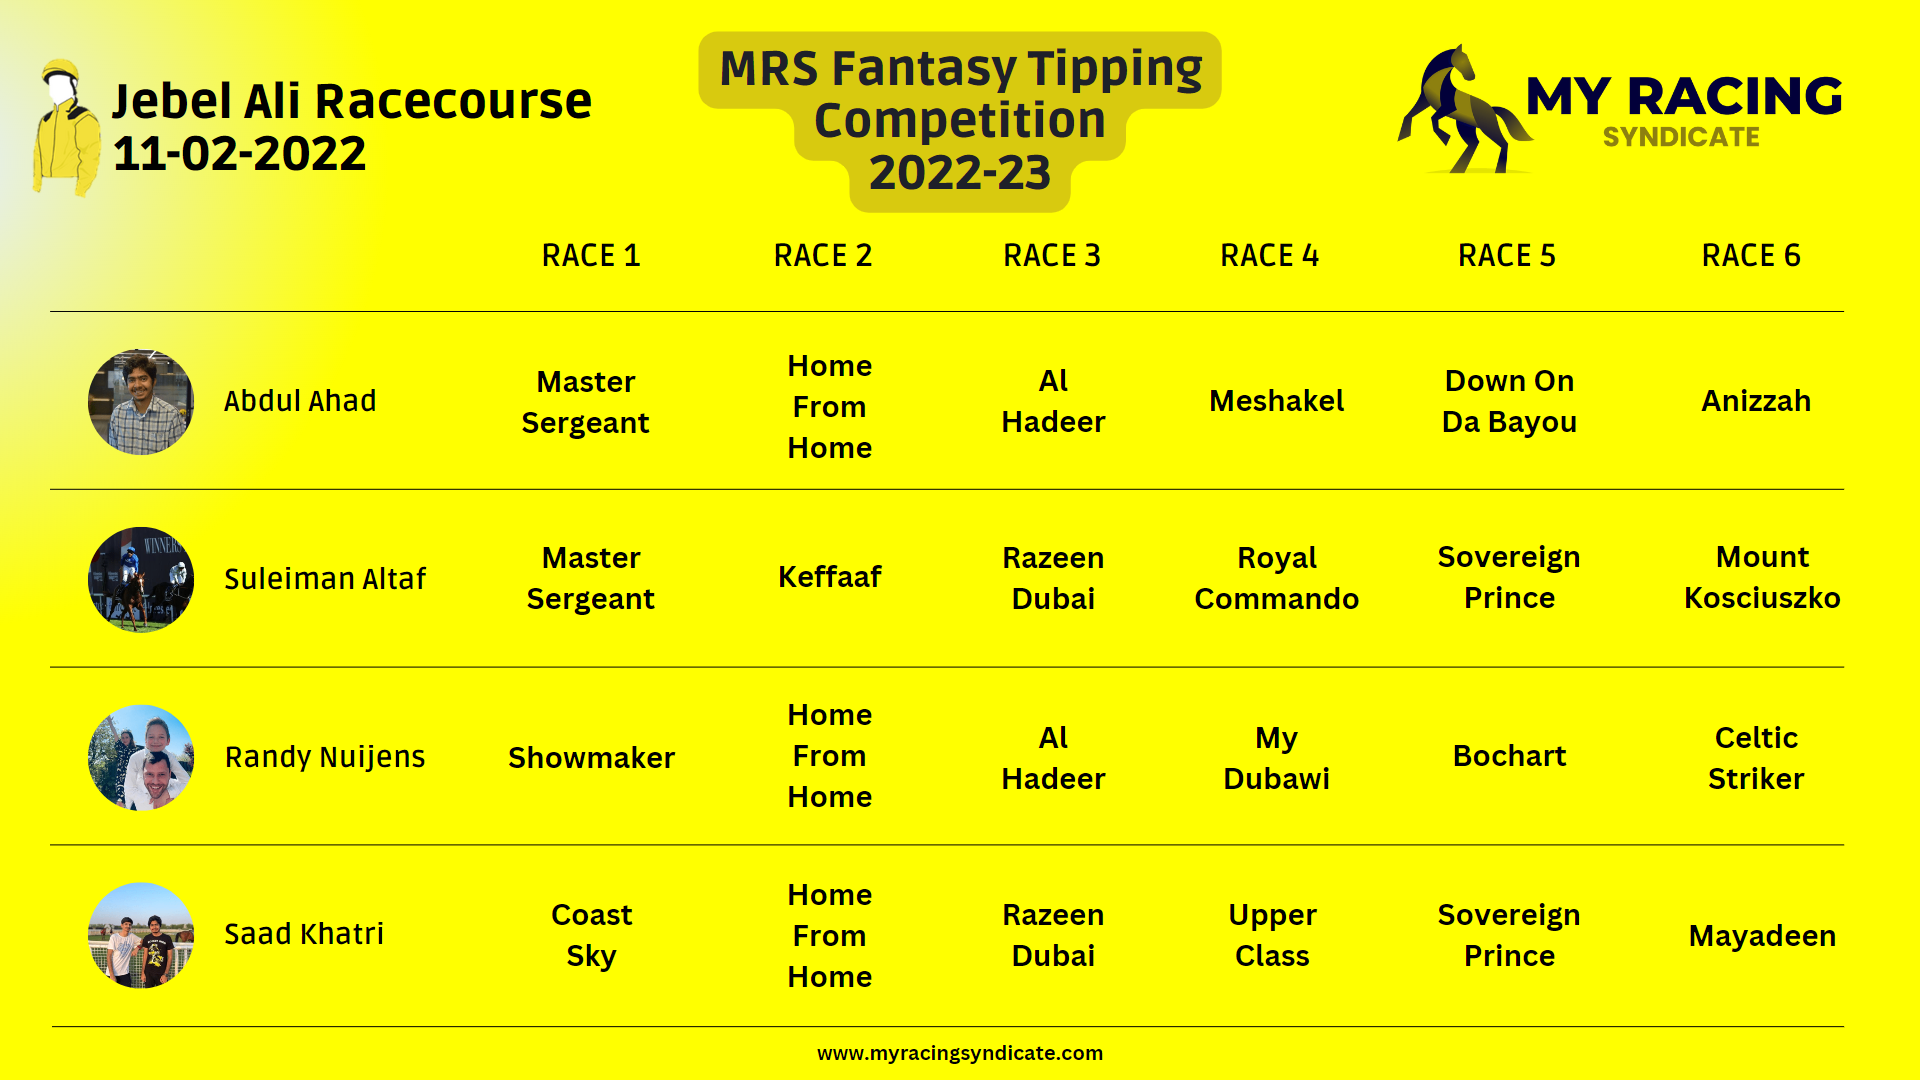 Jebel Ali Racecourse
11-02-2022
MRS Fantasy Tipping
Competition
2022-23
MY RACING
SYNDICATE
RACE 1 RACE 2 RACE 3 RACE 4 RACE 5 RACE 6
Abdul Ahad
Master
Sergeant
Home
From
Home
Al
Hadeer
Meshakel
Down On
Da Bayou
Anizzah
WINNERS
Suleiman Altaf
Master
Sergeant
Keffaaf
Razeen
Dubai
Royal
Commando
Sovereign
Prince
Mount
Kosciuszko
Randy Nuijens
Showmaker
Home
From
Home
Al
Hadeer
My
Dubawi
Bochart
Celtic
Striker
Saad Khatri
Coast
Sky
Home
From
Home
Razeen
Dubai
Upper
Class
Sovereign
Prince
Mayadeen
www.myracingsyndicate.com